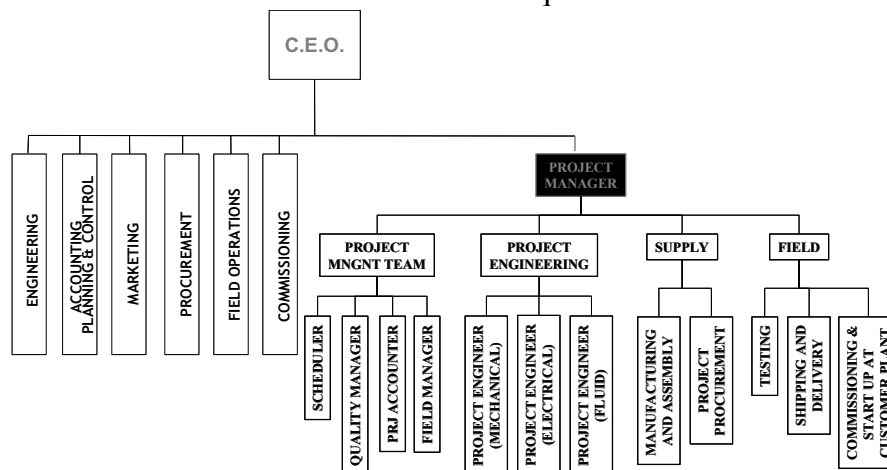 C.E.O.
ENGINEERING
ACCOUNTING
PLANNING & CONTROL
MARKETING
PROCUREMENT
FIELD OPERATIONS
COMMISSIONING
PROJECT
MANAGER
PROJECT
MNGNT TEAM
PROJECT
ENGINEERING
SUPPLY
FIELD
SCHEDULER
QUALITY MANAGER
PRJ ACCOUNTER
FIELD MANAGER
PROJECT ENGINEER
(MECHANICAL)
PROJECT ENGINEER
(ELECTRICAL)
PROJECT ENGINEER
(FLUID)
MANUFACTURING
AND ASSEMBLY
PROJECT
PROCUREMENT
TESTING
SHIPPING AND
DELIVERY
COMMISSIONING &
START UP AT
CUSTOMER PLANT